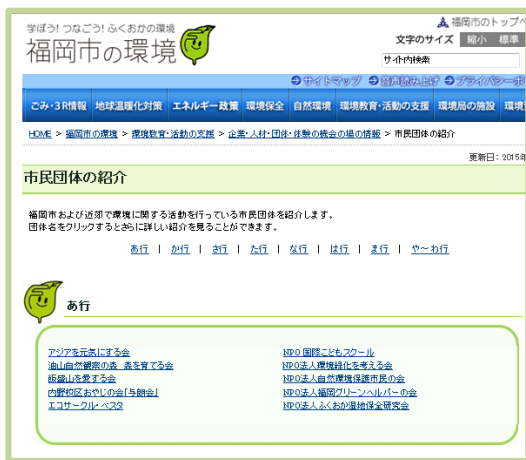 学ぼう! つなごう! ふくおかの環境
福岡市の環境
福岡市のトップペ
文字のサイズ 縮小 標準
サイト内検索
サイトマップ 音声読み上げ プライバシーポ
ごみ・3R情報 地球温暖化対策 エネルギー政策 環境保全 自然環境 環境教育・活動の支援 環境局の施設 環境
HOME > 福岡市の環境 > 環境教育・活動の支援 > 企業・人材・団体・体験の機会の場の情報 > 市民団体の紹介
更新日: 2015年
市民団体の紹介
福岡市および近郊で環境に関する活動を行っている市民団体を紹介します。
団体名をクリックするとさらに詳しい紹介を見ることができます。
あ行 | か行 | さ行 | た行 | な行 | は行 | ま行 | や～わ行
あ行
アジアを元気にする会
油山自然観察の森 森を育てる会
飯盛山を愛する会
内野校区おやじの会「与朗会」
エコサークル・ベスタ
NPO 国際こどもスクール
NPO法人環境緑化を考える会
NPO法人自然環境保護市民の会
NPO法人福岡グリーンヘルパーの会
NPO法人ふくおか湿地保全研究会